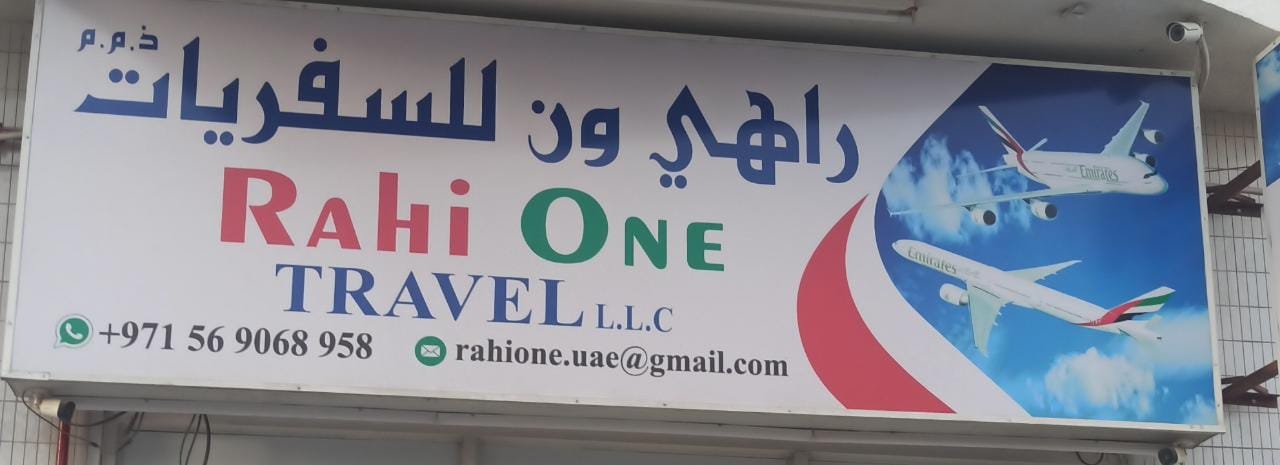 راهي ون للسفريات ذ.م.م
RAHI ONE
TRAVEL L.L.C
+971 56 9068 958
rahione.uae@gmail.com
Emirates
Emirates